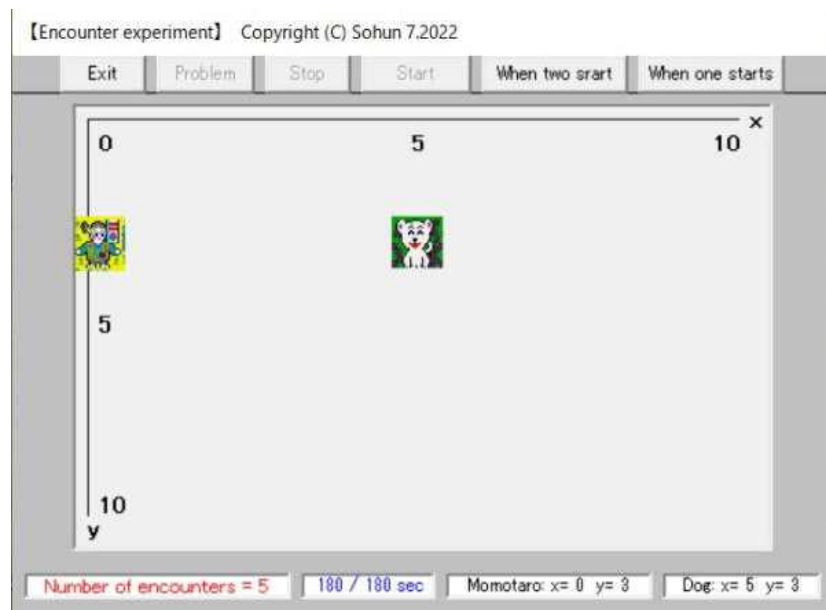 【Encounter experiment】 Copyright (C) Sohun 7.2022
Exit Problem Stop Start When two srart When one starts
x
0 5 10
5
10
y
Number of encounters = 5 180 / 180 sec Momotaro: x= 0 y= 3 Dog: x= 5 y= 3